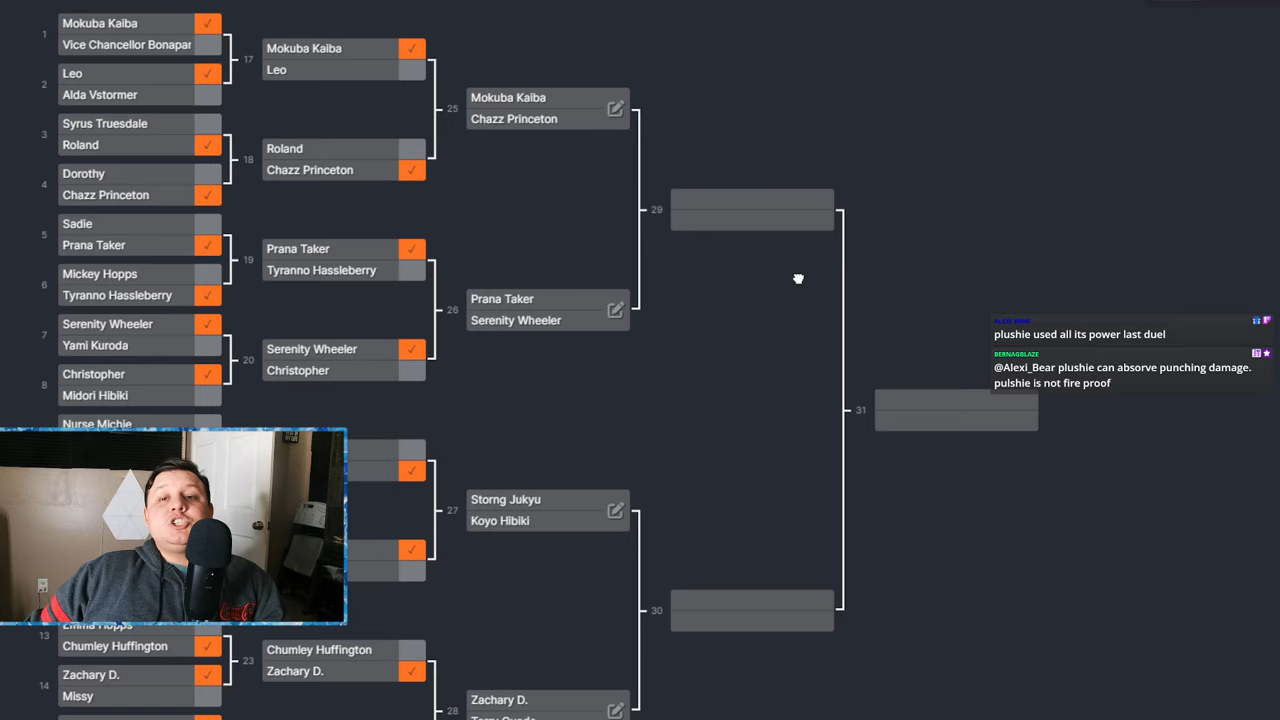 1
Mokuba Kaiba ✓
Vice Chancellor Bonapar
2
Leo ✓
Alda Vstormer
3
Syrus Truesdale
Roland ✓
4
Dorothy
Chazz Princeton ✓
5
Sadie
Prana Taker ✓
6
Mickey Hopps
Tyranno Hassleberry ✓
7
Serenity Wheeler ✓
Yami Kuroda
8
Christopher ✓
Midori Hibiki
Nurse Michie
13
Emma Hopps
Chumley Huffington ✓
14
Zachary D. ✓
Missy
17
Mokuba Kaiba ✓
Leo
18
Roland
Chazz Princeton ✓
19
Prana Taker ✓
Tyranno Hassleberry
20
Serenity Wheeler ✓
Christopher
23
Chumley Huffington
Zachary D. ✓
25
Mokuba Kaiba
Chazz Princeton
26
Prana Taker
Serenity Wheeler
27
Storng Jukyu
Koyo Hibiki
28
Zachary D.
29
30
31
ALEXI_BEAR
plushie used all its power last duel
BERNAGBLAZE
@Alexi_Bear plushie can absorve punching damage.
pulshie is not fire proof